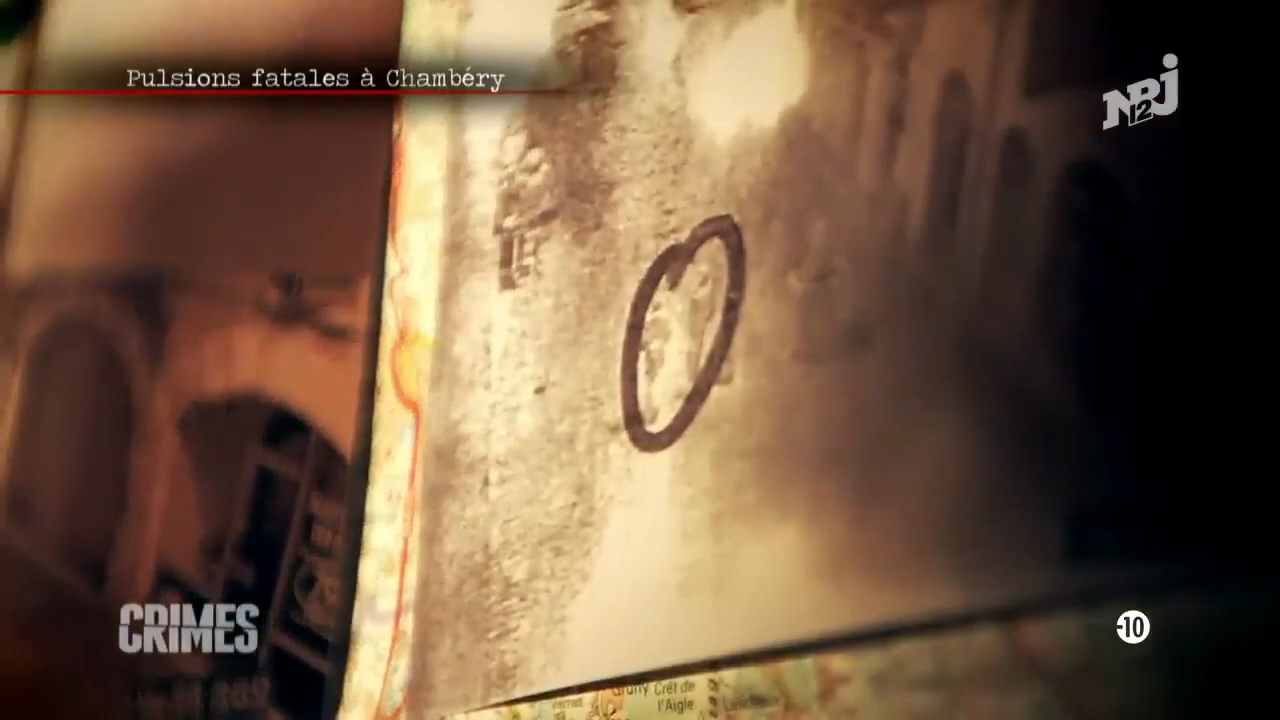 Pulsions fatales à Chambéry
NRJ
12
CRIMES
-10
Crêt de
l'Aigle